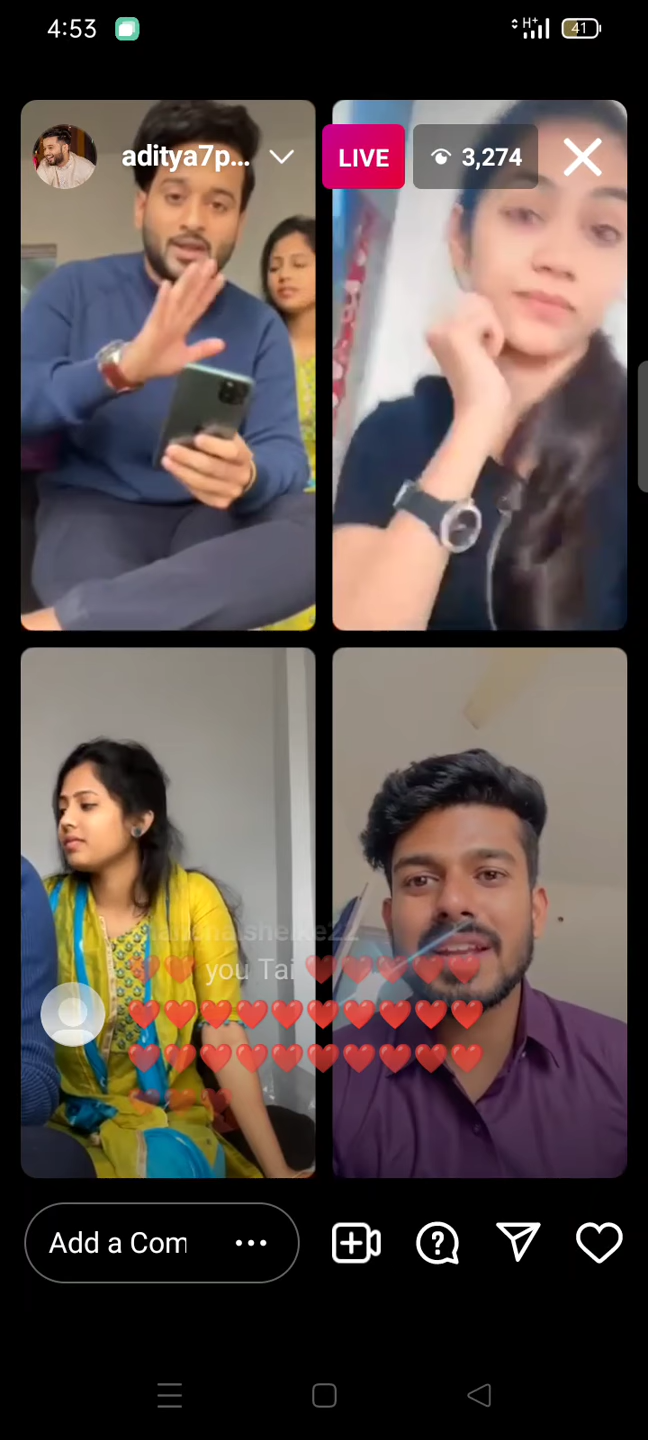 4:53
H+
41
aditya7p...
LIVE
3,274
you Tai ❤️❤️❤️❤️❤️
❤️❤️❤️❤️❤️❤️❤️❤️❤️❤️
❤️❤️❤️❤️❤️❤️❤️❤️❤️❤️
❤️❤️❤️
Add a Com